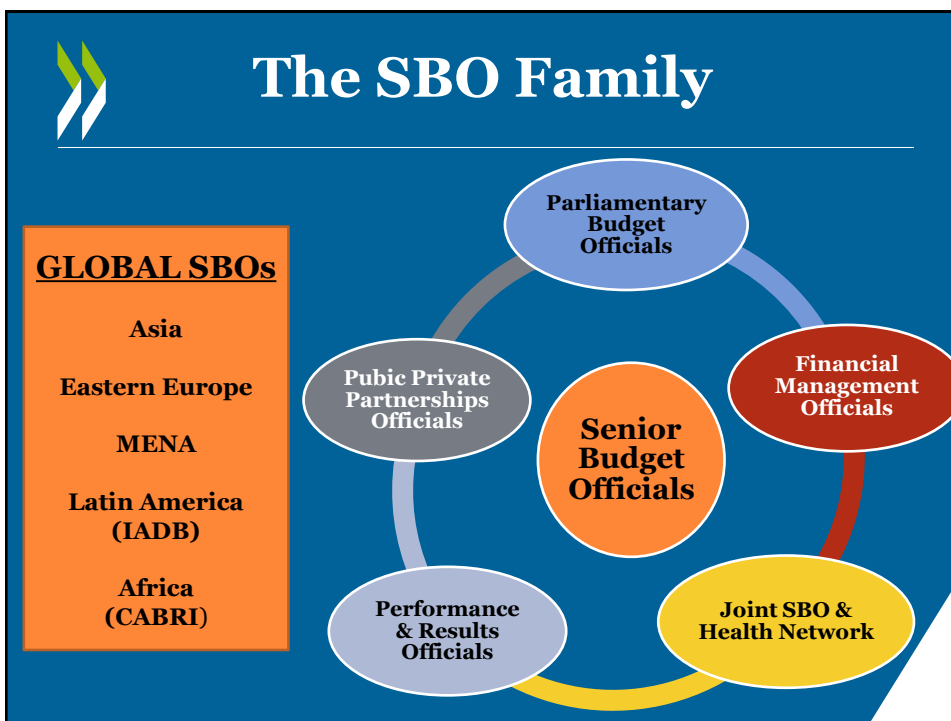 The SBO Family
GLOBAL SBOs
Asia
Eastern Europe
MENA
Latin America
(IADB)
Africa
(CABRI)
Parliamentary
Budget
Officials
Financial
Management
Officials
Joint SBO &
Health Network
Performance
& Results
Officials
Pubic Private
Partnerships
Officials
Senior
Budget
Officials